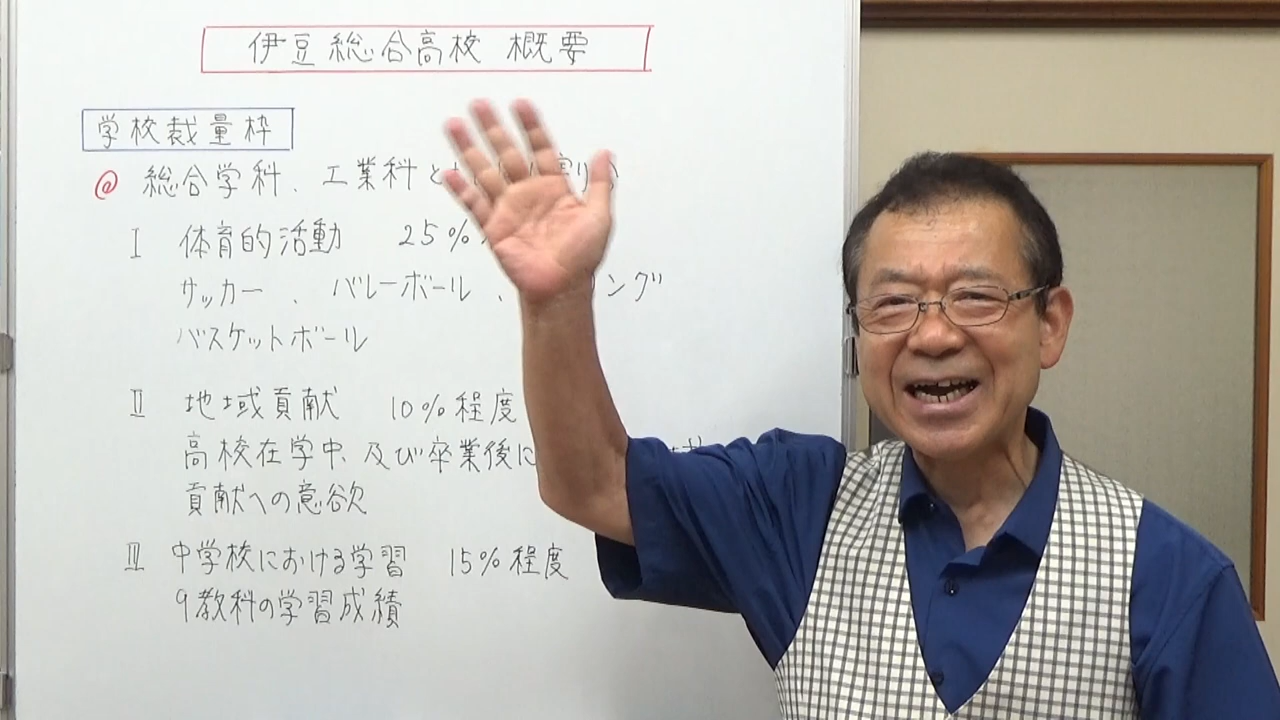 伊豆総合高校 概要
学校裁量枠
@ 総合学科、工業科と
Ⅰ 体育的活動 25%
サッカー、バレーボール、 リング
バスケットボール
Ⅱ 地域貢献 10%程度
高校在学中、及び卒業後に
貢献への意欲
Ⅲ 中学校における学習 15%程度
9教科の学習成績